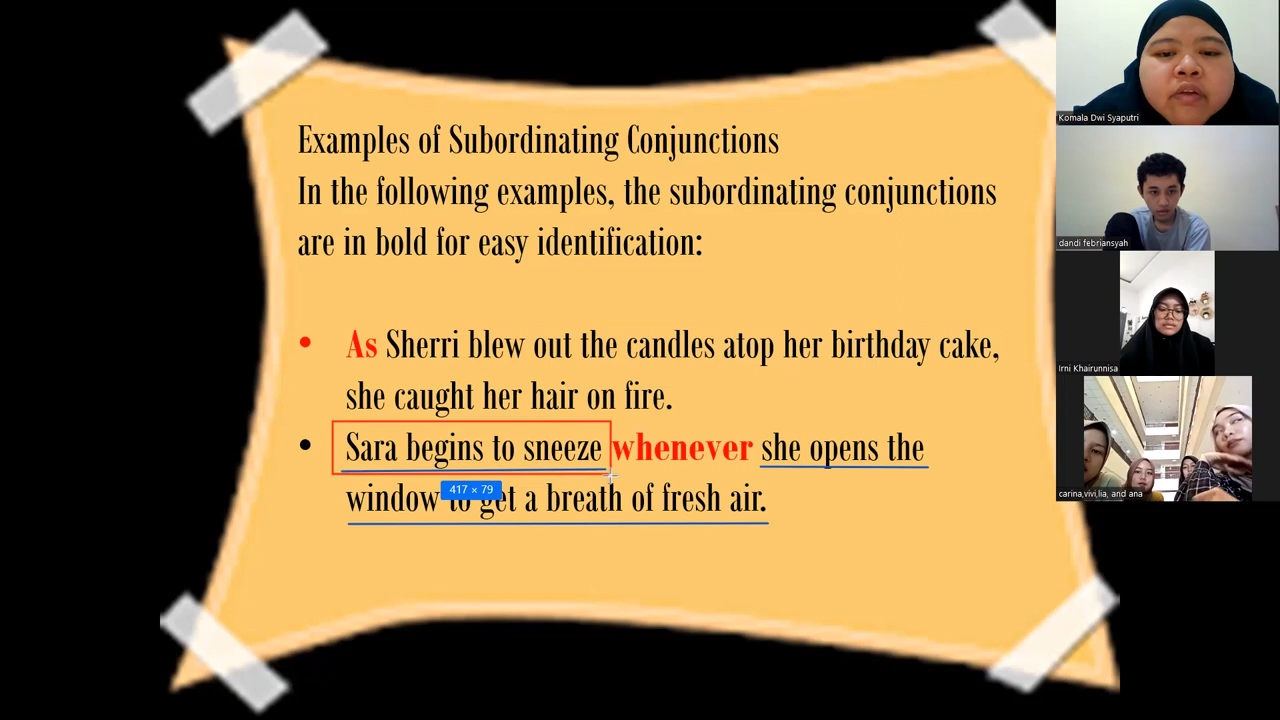 Examples of Subordinating Conjunctions
In the following examples, the subordinating conjunctions
are in bold for easy identification:
• As Sherri blew out the candles atop her birthday cake,
she caught her hair on fire.
• Sara begins to sneeze whenever she opens the
window to get a breath of fresh air.
417 × 79
Komala Dwi Syaputri
dandi febriansyah
Irni Khairunnisa
carina,vivi,lia, and ana